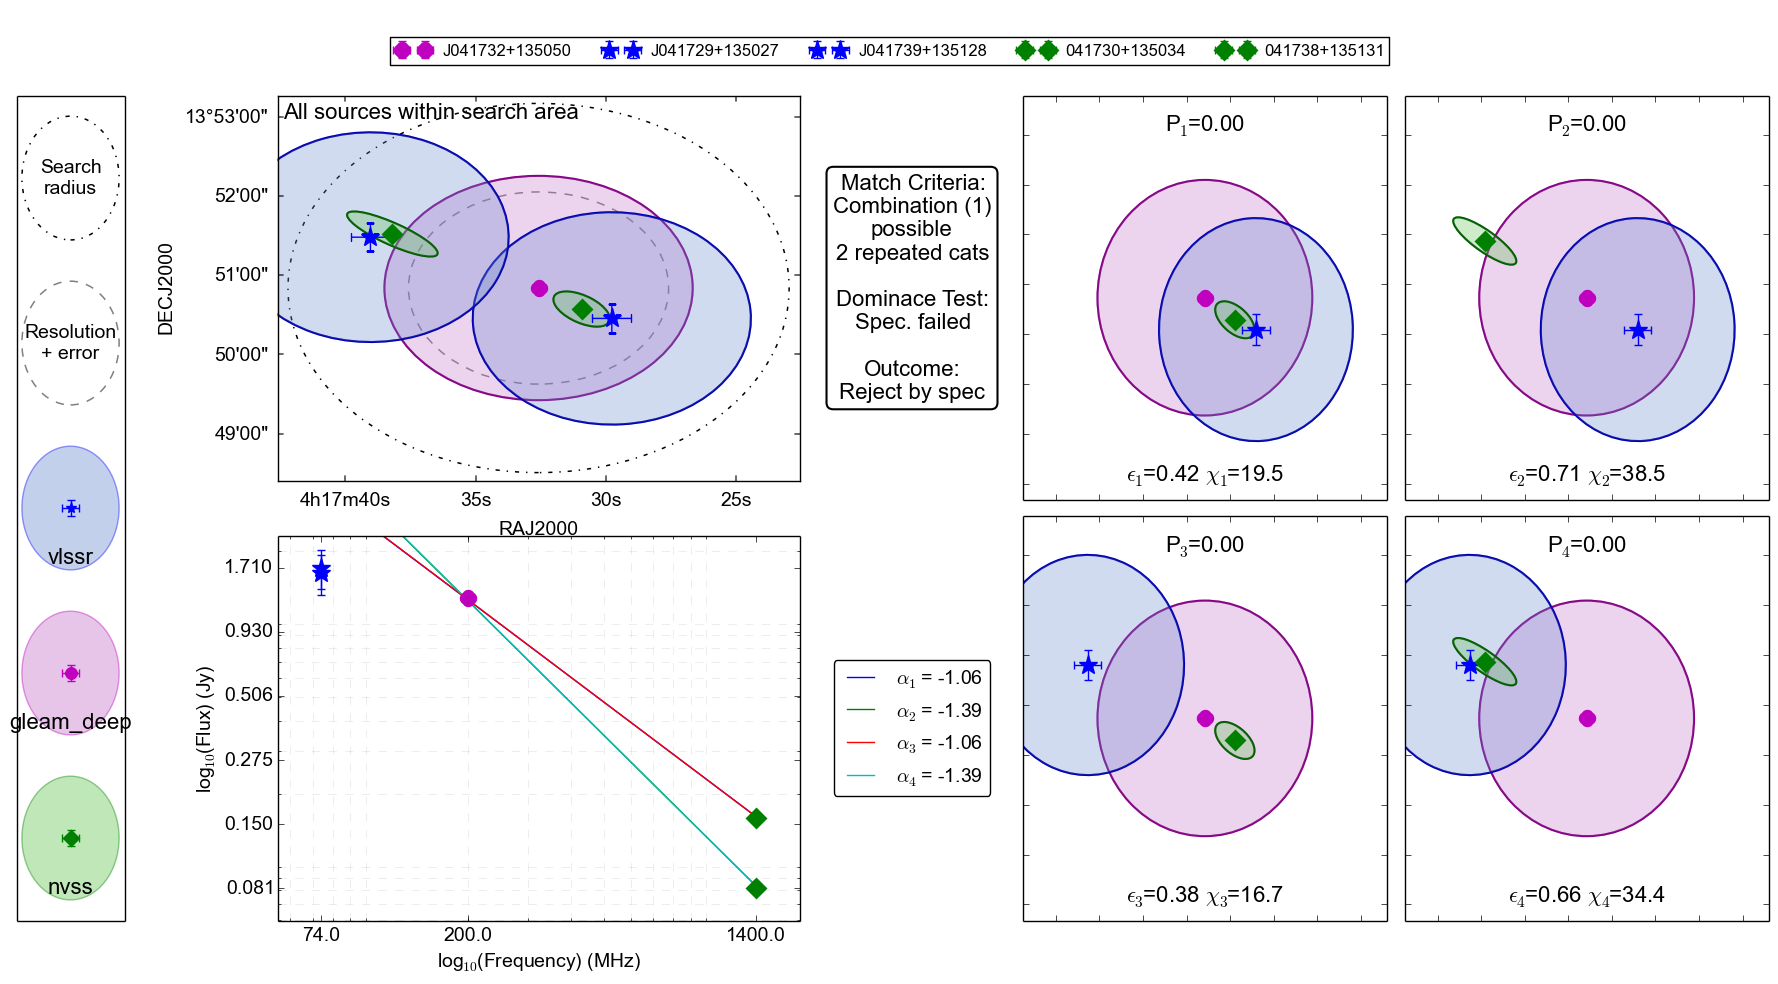 J041732+135050 J041729+135027 J041739+135128 041730+135034 041738+135131
Search
radius
Resolution
+ error
vlssr
gleam_deep
nvss
All sources within search area
13°53'00"
52'00"
51'00"
50'00"
49'00"
DECJ2000
4h17m40s 35s 30s 25s
RAJ2000
Match Criteria:
Combination (1)
possible
2 repeated cats
Dominace Test:
Spec. failed
Outcome:
Reject by spec
P1=0.00
ϵ1=0.42 χ1=19.5
P2=0.00
ϵ2=0.71 χ2=38.5
1.710
0.930
0.506
0.275
0.150
0.081
log10(Flux) (Jy)
74.0 200.0 1400.0
log10(Frequency) (MHz)
α1 = -1.06
α2 = -1.39
α3 = -1.06
α4 = -1.39
P3=0.00
ϵ3=0.38 χ3=16.7
P4=0.00
ϵ4=0.66 χ4=34.4